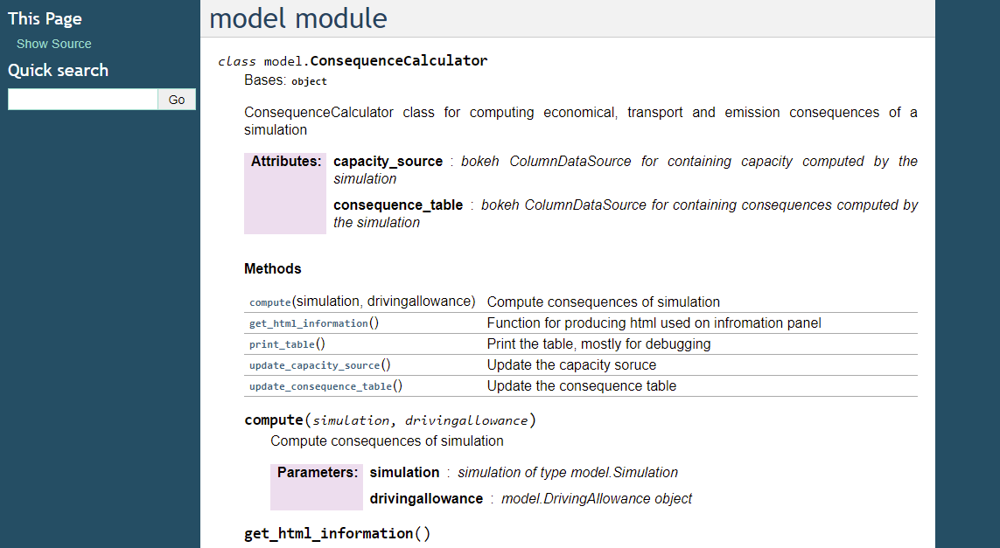 This Page
Show Source
Quick search
Go
model module
class model.ConsequenceCalculator
Bases: object
ConsequenceCalculator class for computing economical, transport and emission consequences of a
simulation
Attributes: capacity_source : bokeh ColumnDataSource for containing capacity computed by the
simulation
consequence_table : bokeh ColumnDataSource for containing consequences computed by
the simulation
Methods
compute(simulation, drivingallowance) Compute consequences of simulation
get_html_information() Function for producing html used on infromation panel
print_table() Print the table, mostly for debugging
update_capacity_source() Update the capacity soruce
update_consequence_table() Update the consequence table
compute(simulation, drivingallowance)
Compute consequences of simulation
Parameters: simulation : simulation of type model.Simulation
drivingallowance : model.DrivingAllowance object
get_html_information()